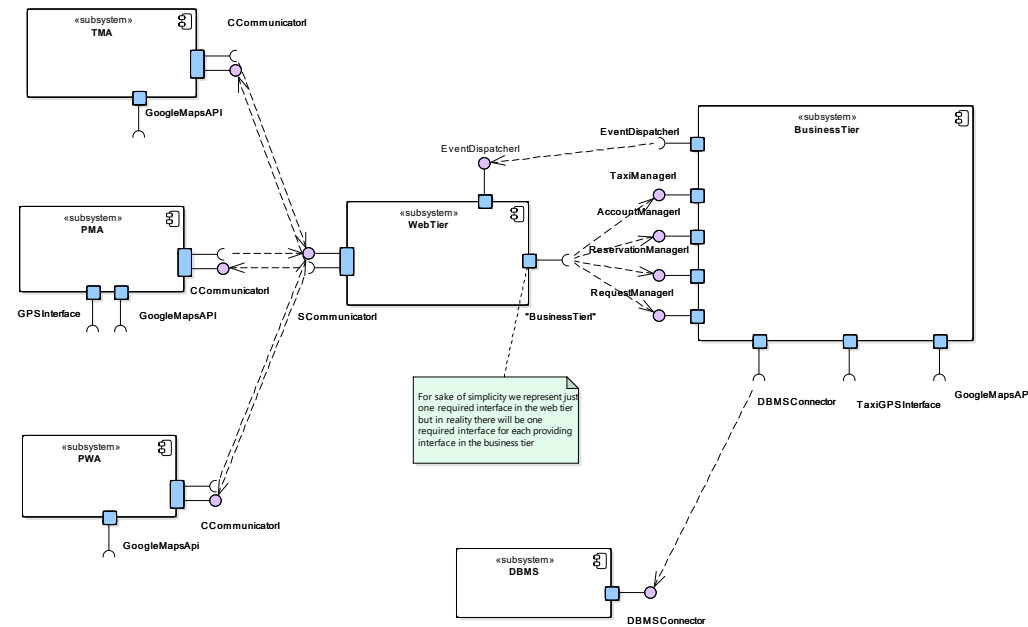 «subsystem»
TMA
CCommunicatorI
GoogleMapsAPI
«subsystem»
PMA
CCommunicatorI
GPSInterface
GoogleMapsAPI
«subsystem»
PWA
CCommunicatorI
GoogleMapsApi
EventDispatcherI
«subsystem»
WebTier
SCommunicatorI
"BusinessTierI"
For sake of simplicity we represent just
one required interface in the web tier
but in reality there will be one
required interface for each providing
interface in the business tier
EventDispatcherI
TaxiManagerI
AccountManagerI
ReservationManagerI
RequestManagerI
«subsystem»
BusinessTier
DBMSConnector
TaxiGPSInterface
GoogleMapsAP
«subsystem»
DBMS
DBMSConnector